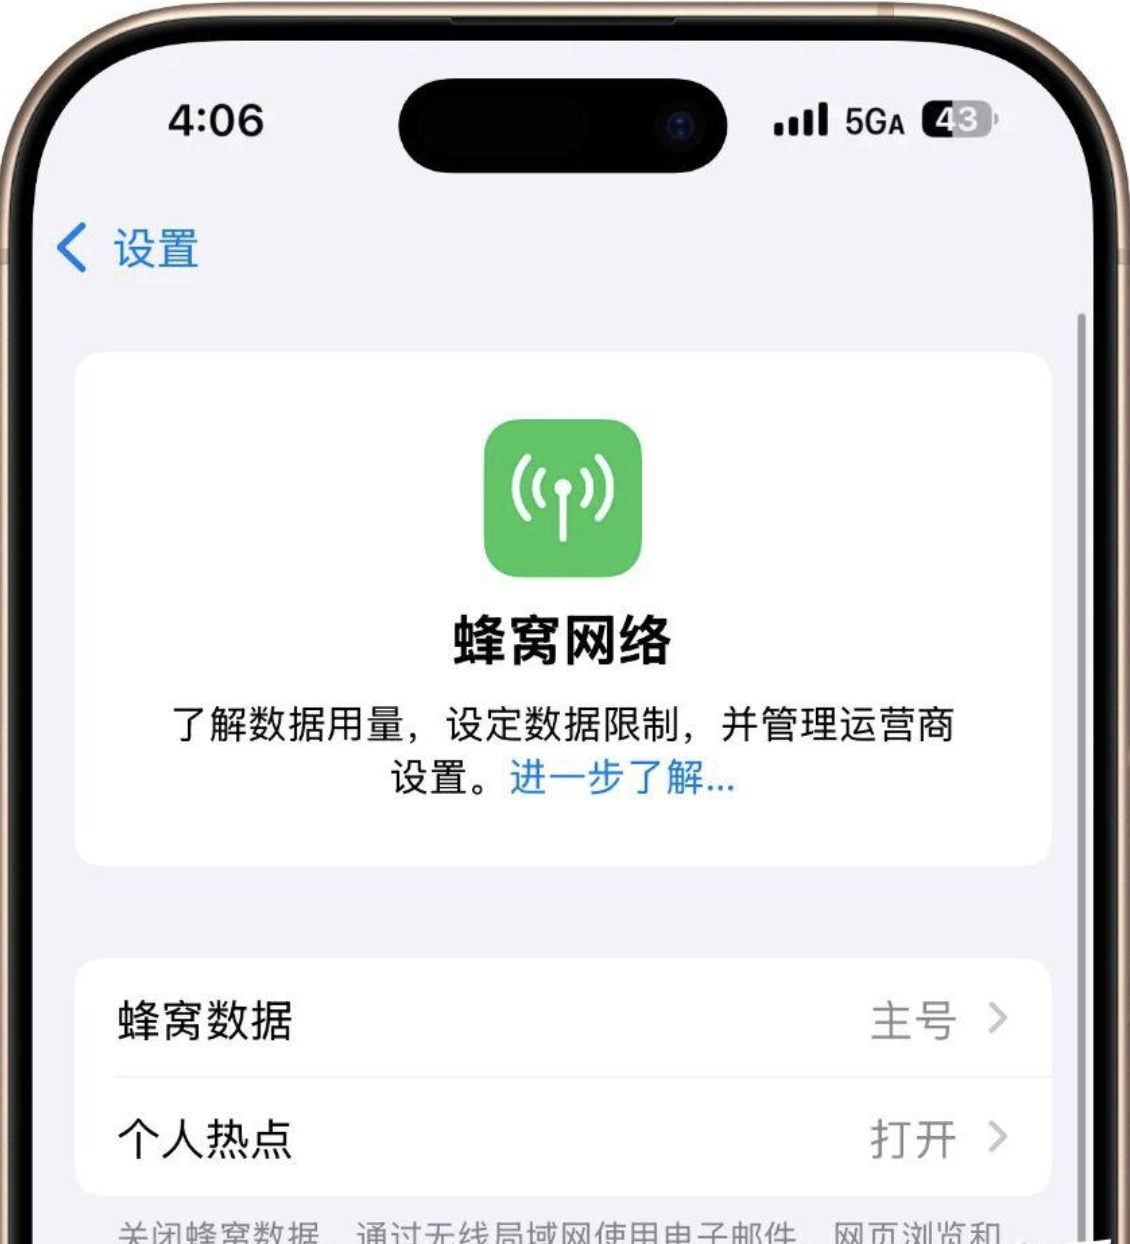 4:06
5GA 43
设置
蜂窝网络
了解数据用量，设定数据限制，并管理运营商
设置。进一步了解...
蜂窝数据 主号
个人热点 打开
关闭蜂窝数据，通过无线局域网使用电子邮件、网页浏览和